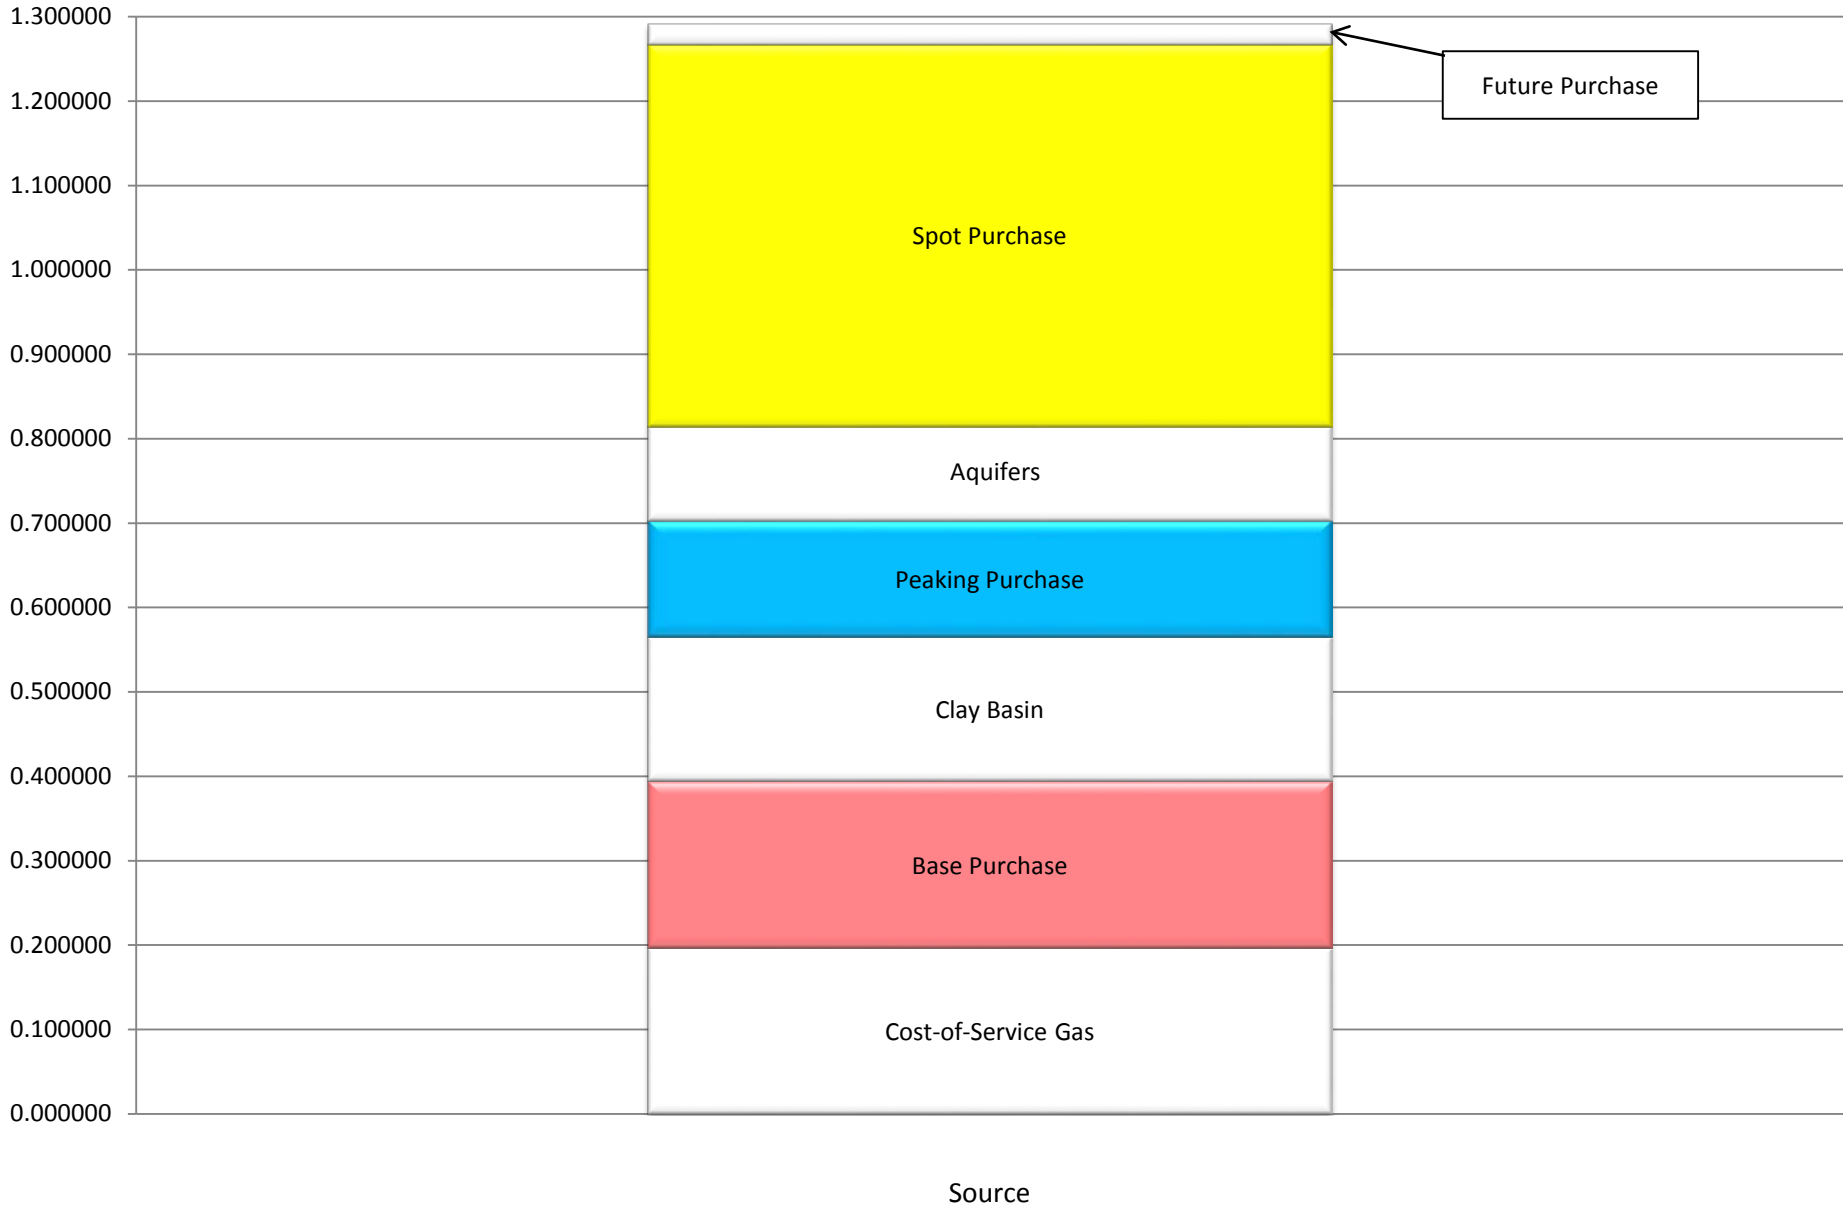 1.300000
Future Purchase
1.200000
1.100000
Spot Purchase
1.000000
0.900000
0.800000
Aquifers
0.700000
Peaking Purchase
0.600000
0.500000
Clay Basin
0.400000
0.300000
Base Purchase
0.200000
0.100000
Cost-of-Service Gas
0.000000
Source